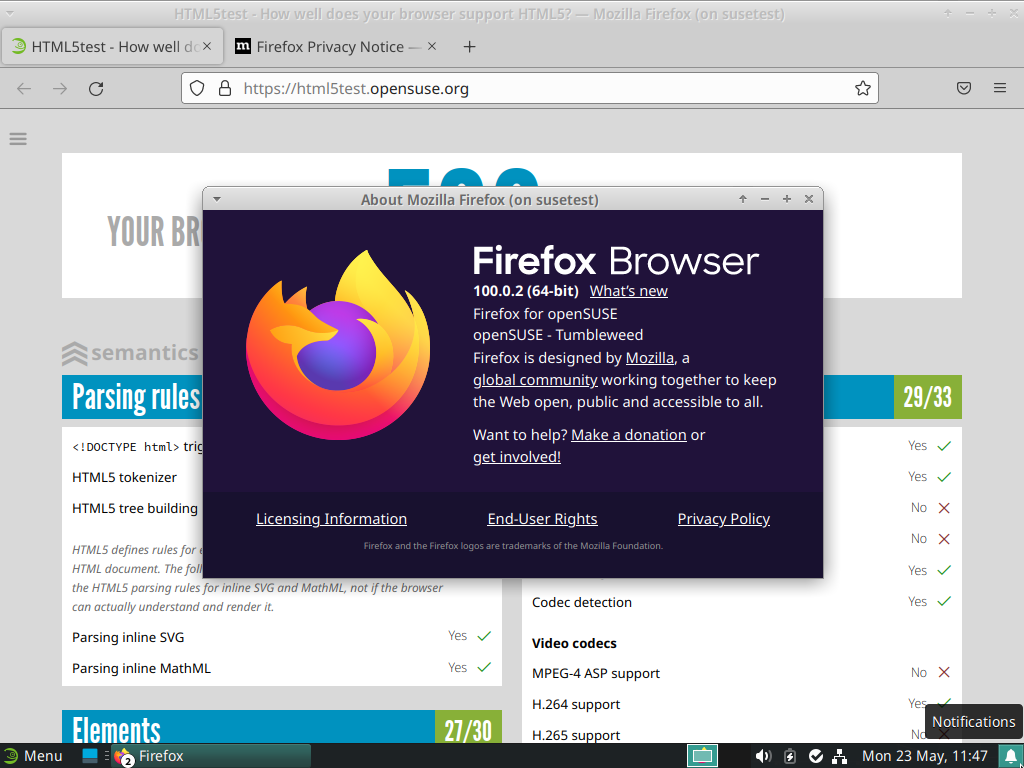 HTML5test - How well does your browser support HTML5? — Mozilla Firefox (on susetest)
HTML5test - How well do
Firefox Privacy Notice —
https://html5test.opensuse.org
YOUR BR
About Mozilla Firefox (on susetest)
Firefox Browser
100.0.2 (64-bit) What's new
Firefox for openSUSE
openSUSE - Tumbleweed
Firefox is designed by Mozilla, a
global community working together to keep
the Web open, public and accessible to all.
Want to help? Make a donation or
get involved!
Licensing Information End-User Rights Privacy Policy
Firefox and the Firefox logos are trademarks of the Mozilla Foundation.
semantics
Parsing rules
<!DOCTYPE html> trig
HTML5 tokenizer
HTML5 tree building
HTML5 defines rules for e
HTML document. The foll
the HTML5 parsing rules for inline SVG and MathML, not if the browser
can actually understand and render it.
Parsing inline SVG Yes
Parsing inline MathML Yes
Elements 27/30
29/33
Yes
Yes
No
No
Yes
Codec detection Yes
Video codecs
MPEG-4 ASP support No
H.264 support Yes
H.265 support No
Notifications
Menu
2
Firefox
Mon 23 May, 11:47